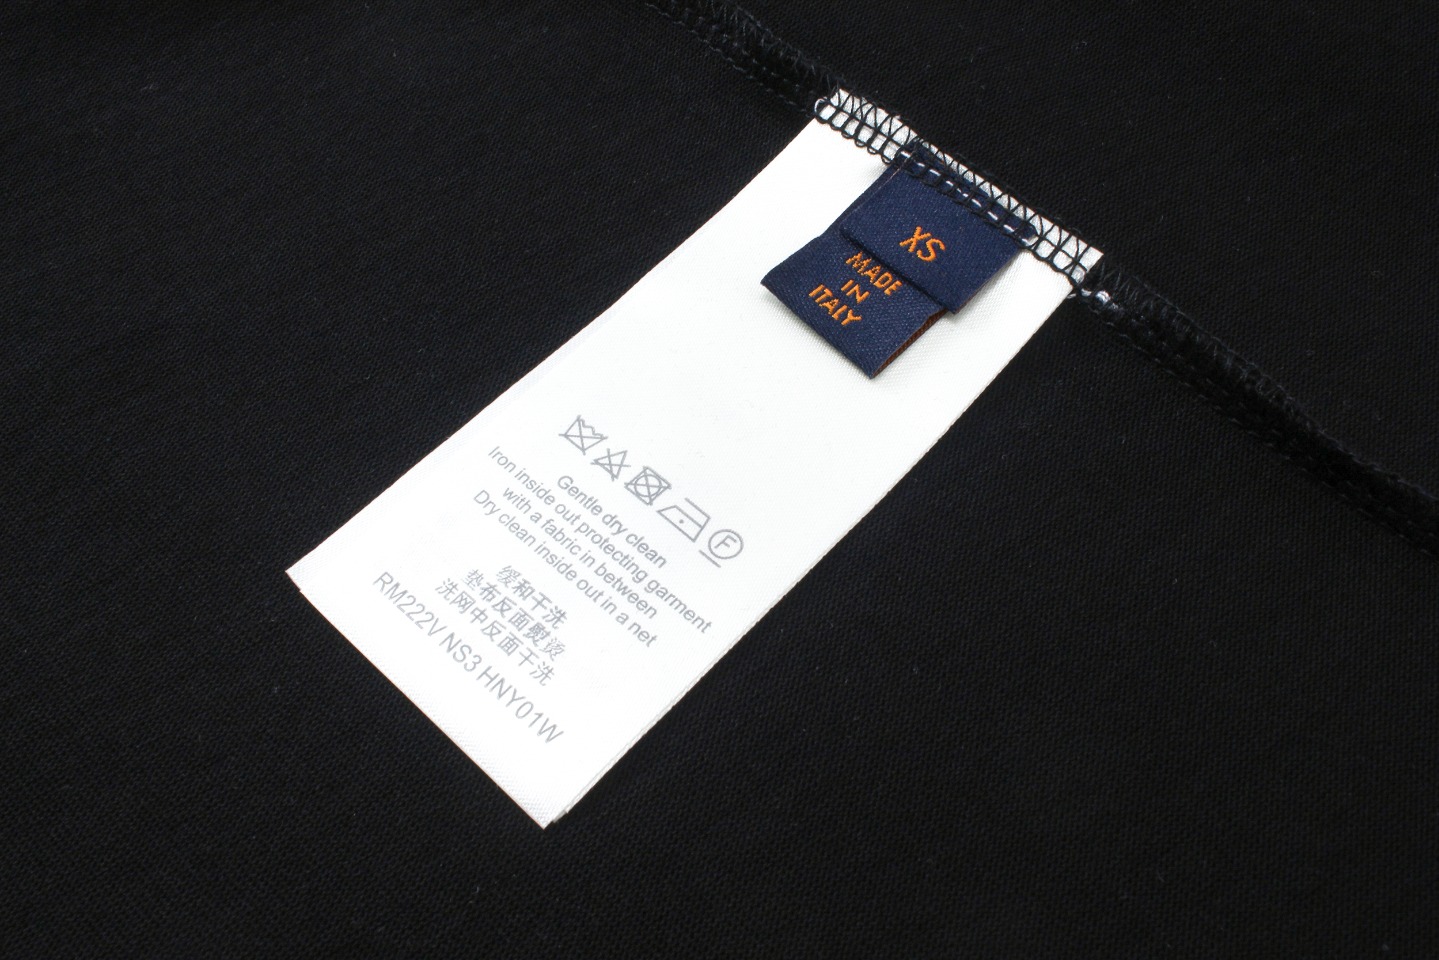 XS
MADE
IN
ITALY
F
Gentle dry clean
Iron inside out protecting garment
with a fabric in between
Dry clean inside out in a net
缓和干洗
垫布反面熨烫
洗网中反面干洗
RM222V NS3 HNY01W